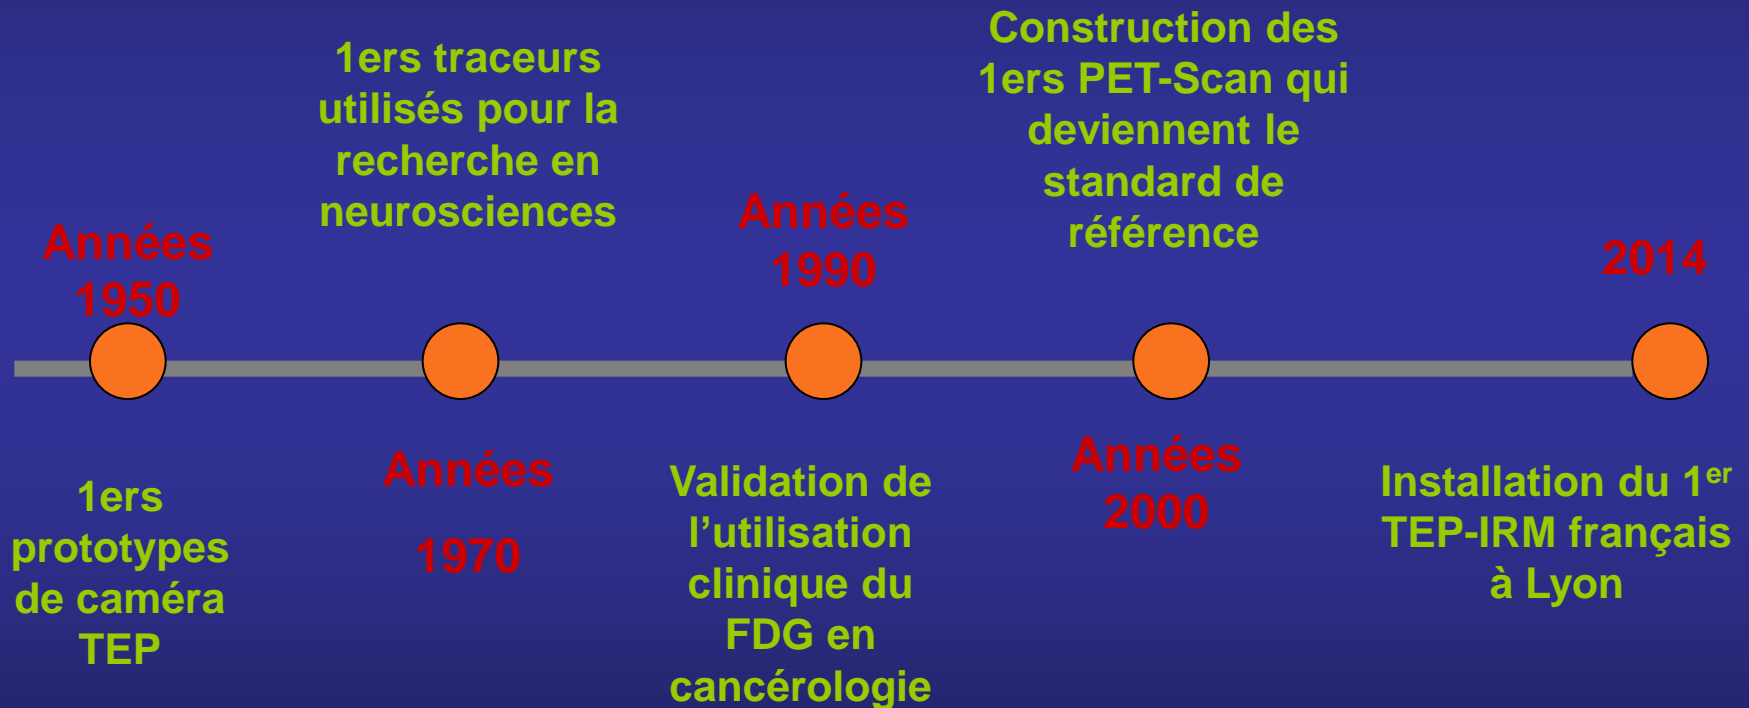 Années
1950
1ers
prototypes
de caméra
TEP
1ers traceurs
utilisés pour la
recherche en
neurosciences
Années
1970
Années
1990
Validation de
l’utilisation
clinique du
FDG en
cancérologie
Construction des
1ers PET-Scan qui
deviennent le
standard de
référence
Années
2000
2014
Installation du 1er
TEP-IRM français
à Lyon